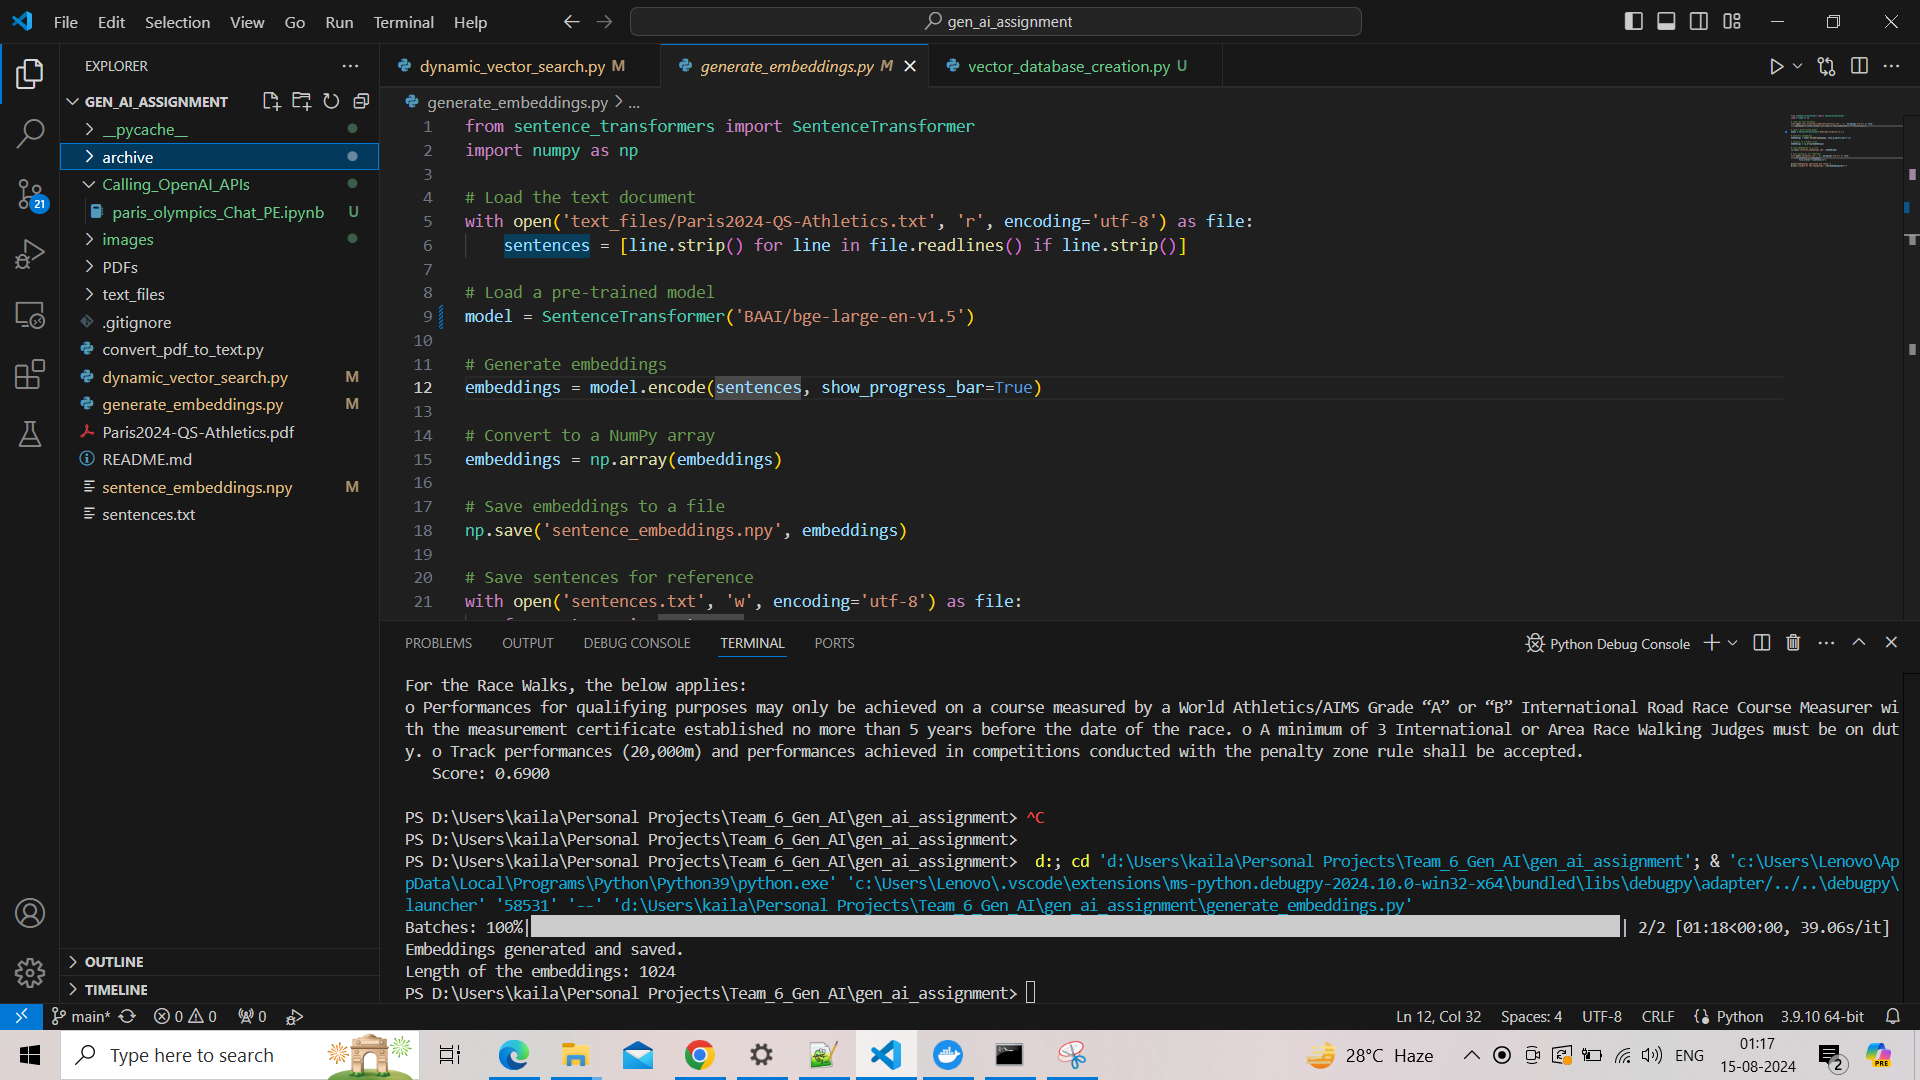 File Edit Selection View Go Run Terminal Help
gen_ai_assignment
EXPLORER
GEN_AI_ASSIGNMENT
__pycache__
archive
Calling_OpenAI_APIs
paris_olympics_Chat_PE.ipynb U
images
PDFs
text_files
.gitignore
convert_pdf_to_text.py
dynamic_vector_search.py M
generate_embeddings.py M
Paris2024-QS-Athletics.pdf
README.md
sentence_embeddings.npy M
sentences.txt
OUTLINE
TIMELINE
21
dynamic_vector_search.py M
generate_embeddings.py M
vector_database_creation.py U
generate_embeddings.py > ...
1 from sentence_transformers import SentenceTransformer
2 import numpy as np
3
4 # Load the text document
5 with open('text_files/Paris2024-QS-Athletics.txt', 'r', encoding='utf-8') as file:
6 sentences = [line.strip() for line in file.readlines() if line.strip()]
7
8 # Load a pre-trained model
9 model = SentenceTransformer('BAAI/bge-large-en-v1.5')
10
11 # Generate embeddings
12 embeddings = model.encode(sentences, show_progress_bar=True)
13
14 # Convert to a NumPy array
15 embeddings = np.array(embeddings)
16
17 # Save embeddings to a file
18 np.save('sentence_embeddings.npy', embeddings)
19
20 # Save sentences for reference
21 with open('sentences.txt', 'w', encoding='utf-8') as file:
PROBLEMS OUTPUT DEBUG CONSOLE TERMINAL PORTS
Python Debug Console
For the Race Walks, the below applies:
o Performances for qualifying purposes may only be achieved on a course measured by a World Athletics/AIMS Grade “A” or “B” International Road Race Course Measurer wi
th the measurement certificate established no more than 5 years before the date of the race. o A minimum of 3 International or Area Race Walking Judges must be on dut
y. o Track performances (20,000m) and performances achieved in competitions conducted with the penalty zone rule shall be accepted.
Score: 0.6900
PS D:\Users\kaila\Personal Projects\Team_6_Gen_AI\gen_ai_assignment> ^C
PS D:\Users\kaila\Personal Projects\Team_6_Gen_AI\gen_ai_assignment>
PS D:\Users\kaila\Personal Projects\Team_6_Gen_AI\gen_ai_assignment> d:; cd 'd:\Users\kaila\Personal Projects\Team_6_Gen_AI\gen_ai_assignment'; & 'c:\Users\Lenovo\Ap
pData\Local\Programs\Python\Python39\python.exe' 'c:\Users\Lenovo\.vscode\extensions\ms-python.debugpy-2024.10.0-win32-x64\bundled\libs\debugpy\adapter/../..\debugpy\
launcher' '58531' '--' 'd:\Users\kaila\Personal Projects\Team_6_Gen_AI\gen_ai_assignment\generate_embeddings.py'
Batches: 100%| | 2/2 [01:18<00:00, 39.06s/it]
Embeddings generated and saved.
Length of the embeddings: 1024
PS D:\Users\kaila\Personal Projects\Team_6_Gen_AI\gen_ai_assignment>
main* 0 0 0
Ln 12, Col 32 Spaces: 4 UTF-8 CRLF Python 3.9.10 64-bit
Type here to search
28°C Haze
ENG
01:17
15-08-2024
2
PRE